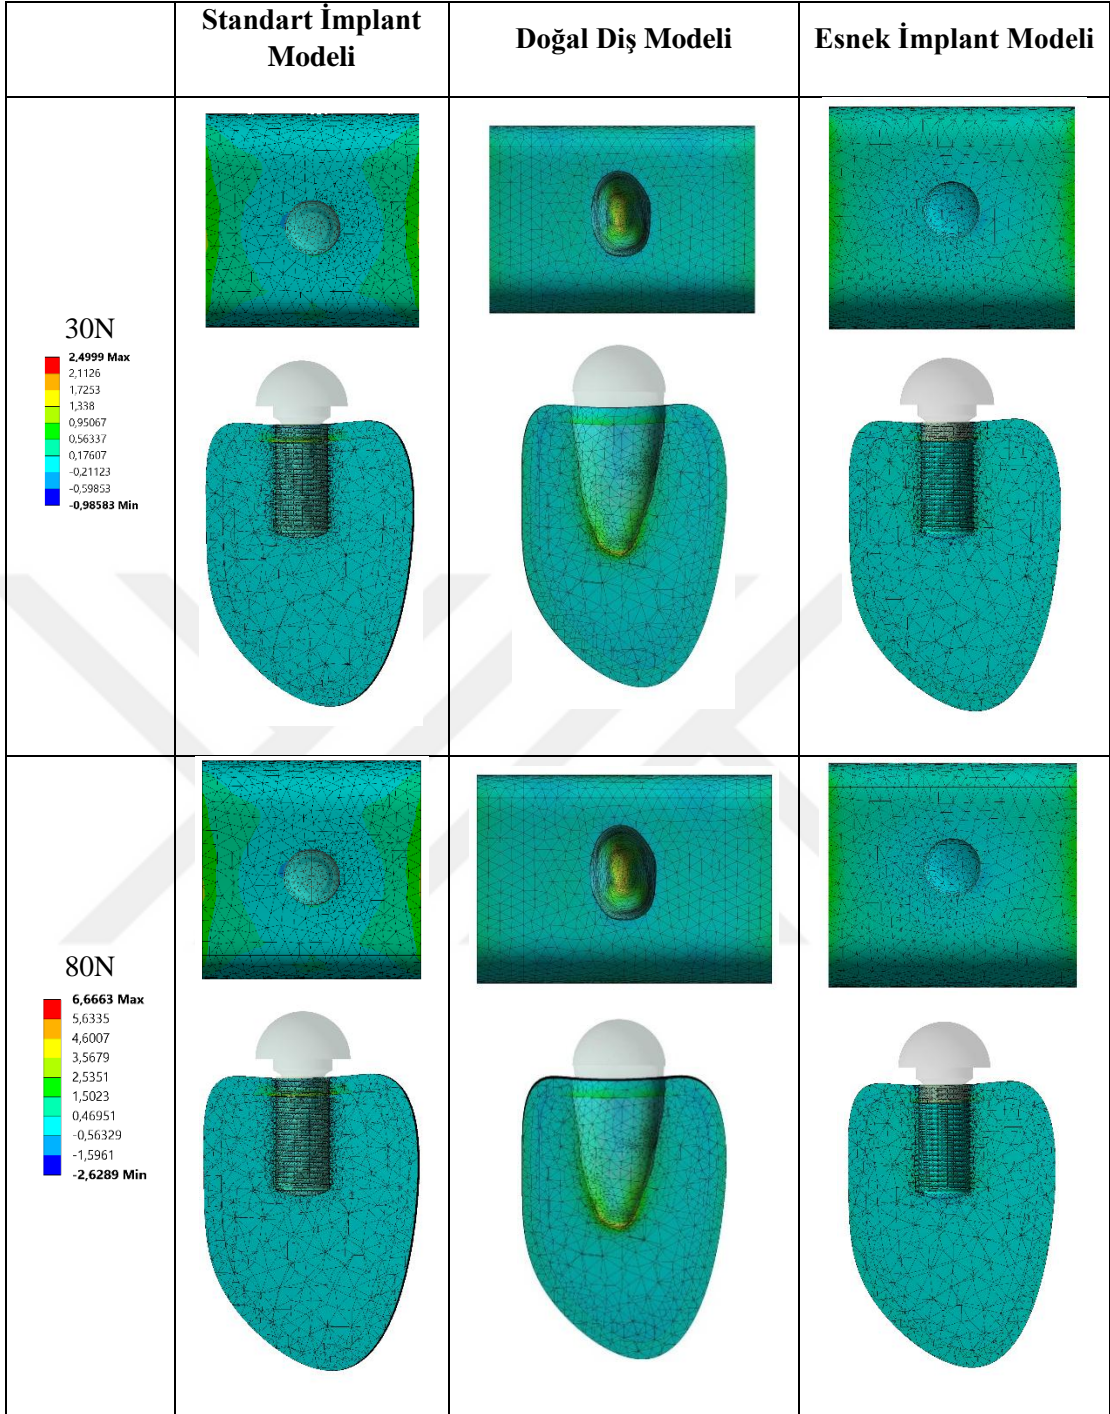 Standart İmplant
Modeli
Doğal Diş Modeli
Esnek İmplant Modeli
30N
2,4999 Max
2,1126
1,7253
1,338
0,95067
0,56337
0,17607
-0,21123
-0,59853
-0,98583 Min
80N
6,6663 Max
5,6335
4,6007
3,5679
2,5351
1,5023
0,46951
-0,56329
-1,5961
-2,6289 Min